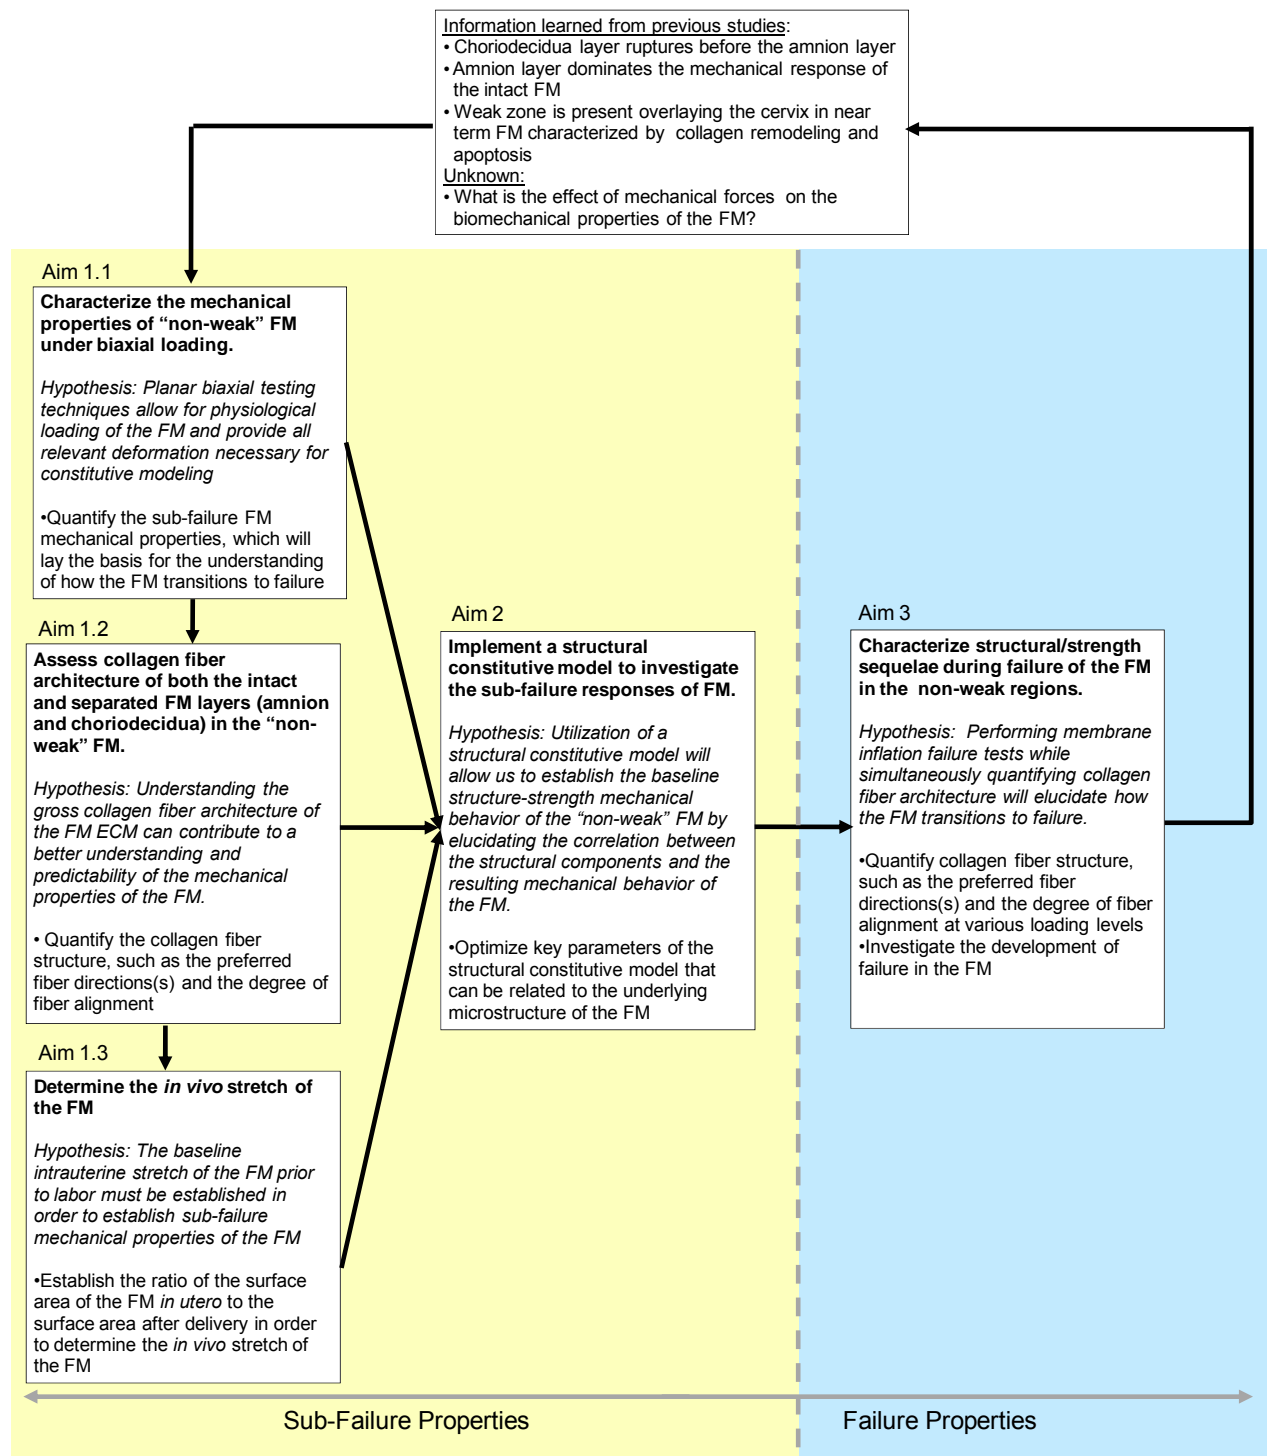 Information learned from previous studies:
• Choriodecidua layer ruptures before the amnion layer
• Amnion layer dominates the mechanical response of
the intact FM
• Weak zone is present overlaying the cervix in near
term FM characterized by collagen remodeling and
apoptosis
Unknown:
• What is the effect of mechanical forces on the
biomechanical properties of the FM?
Aim 1.1
Characterize the mechanical
properties of “non-weak” FM
under biaxial loading.
Hypothesis: Planar biaxial testing
techniques allow for physiological
loading of the FM and provide all
relevant deformation necessary for
constitutive modeling
•Quantify the sub-failure FM
mechanical properties, which will
lay the basis for the understanding
of how the FM transitions to failure
Aim 1.2
Assess collagen fiber
architecture of both the intact
and separated FM layers (amnion
and choriodecidua) in the “non-
weak” FM.
Hypothesis: Understanding the
gross collagen fiber architecture of
the FM ECM can contribute to a
better understanding and
predictability of the mechanical
properties of the FM.
• Quantify the collagen fiber
structure, such as the preferred
fiber directions(s) and the degree of
fiber alignment
Aim 1.3
Determine the in vivo stretch of
the FM
Hypothesis: The baseline
intrauterine stretch of the FM prior
to labor must be established in
order to establish sub-failure
mechanical properties of the FM
•Establish the ratio of the surface
area of the FM in utero to the
surface area after delivery in order
to determine the in vivo stretch of
the FM
Aim 2
Implement a structural
constitutive model to investigate
the sub-failure responses of FM.
Hypothesis: Utilization of a
structural constitutive model will
allow us to establish the baseline
structure-strength mechanical
behavior of the “non-weak” FM by
elucidating the correlation between
the structural components and the
resulting mechanical behavior of
the FM.
•Optimize key parameters of the
structural constitutive model that
can be related to the underlying
microstructure of the FM
Aim 3
Characterize structural/strength
sequelae during failure of the FM
in the non-weak regions.
Hypothesis: Performing membrane
inflation failure tests while
simultaneously quantifying collagen
fiber architecture will elucidate how
the FM transitions to failure.
•Quantify collagen fiber structure,
such as the preferred fiber
directions(s) and the degree of fiber
alignment at various loading levels
•Investigate the development of
failure in the FM
Sub-Failure Properties
Failure Properties